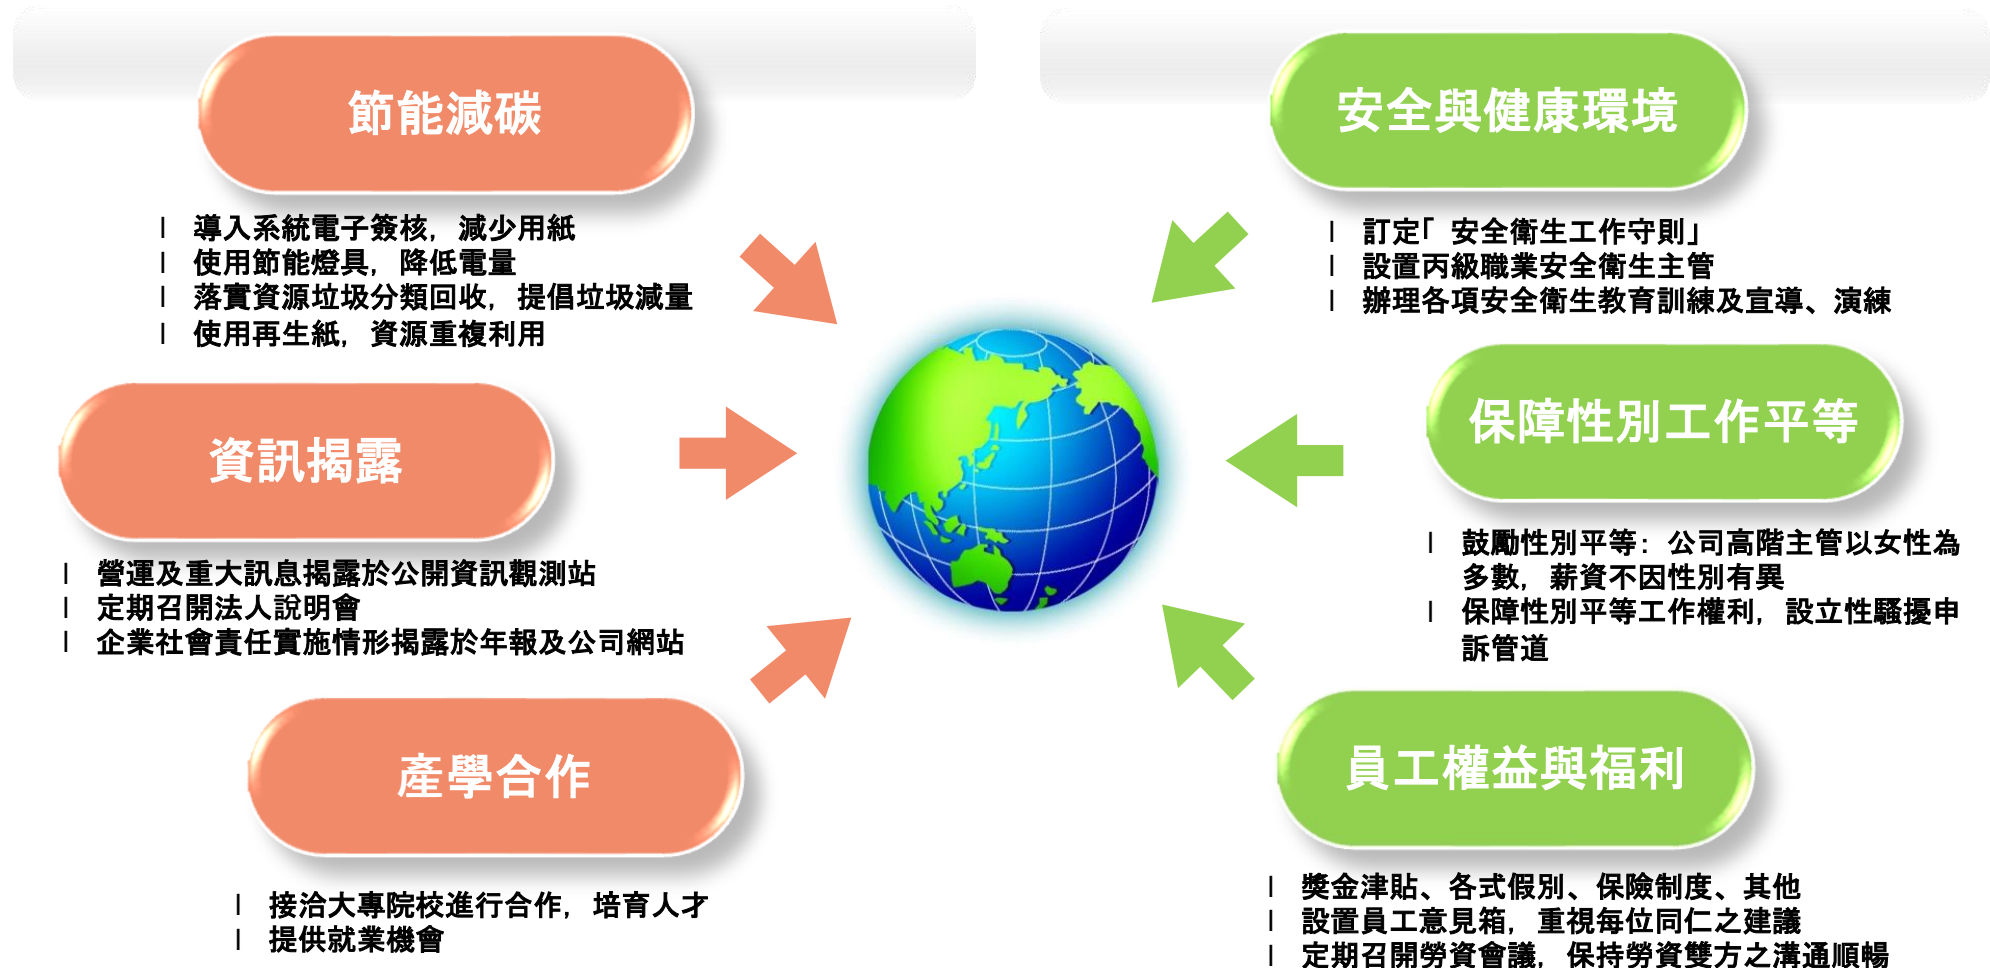 節能減碳
l 導入系統電子簽核，減少用紙
l 使用節能燈具，降低電量
l 落實資源垃圾分類回收，提倡垃圾減量
l 使用再生紙，資源重複利用
資訊揭露
l 營運及重大訊息揭露於公開資訊觀測站
l 定期召開法人說明會
l 企業社會責任實施情形揭露於年報及公司網站
產學合作
l 接洽大專院校進行合作，培育人才
l 提供就業機會
安全與健康環境
l 訂定「安全衛生工作守則」
l 設置丙級職業安全衛生主管
l 辦理各項安全衛生教育訓練及宣導、演練
保障性別工作平等
l 鼓勵性別平等：公司高階主管以女性為
多數，薪資不因性別有異
l 保障性別平等工作權利，設立性騷擾申
訴管道
員工權益與福利
l 獎金津貼、各式假別、保險制度、其他
l 設置員工意見箱，重視每位同仁之建議
l 定期召開勞資會議，保持勞資雙方之溝通順暢